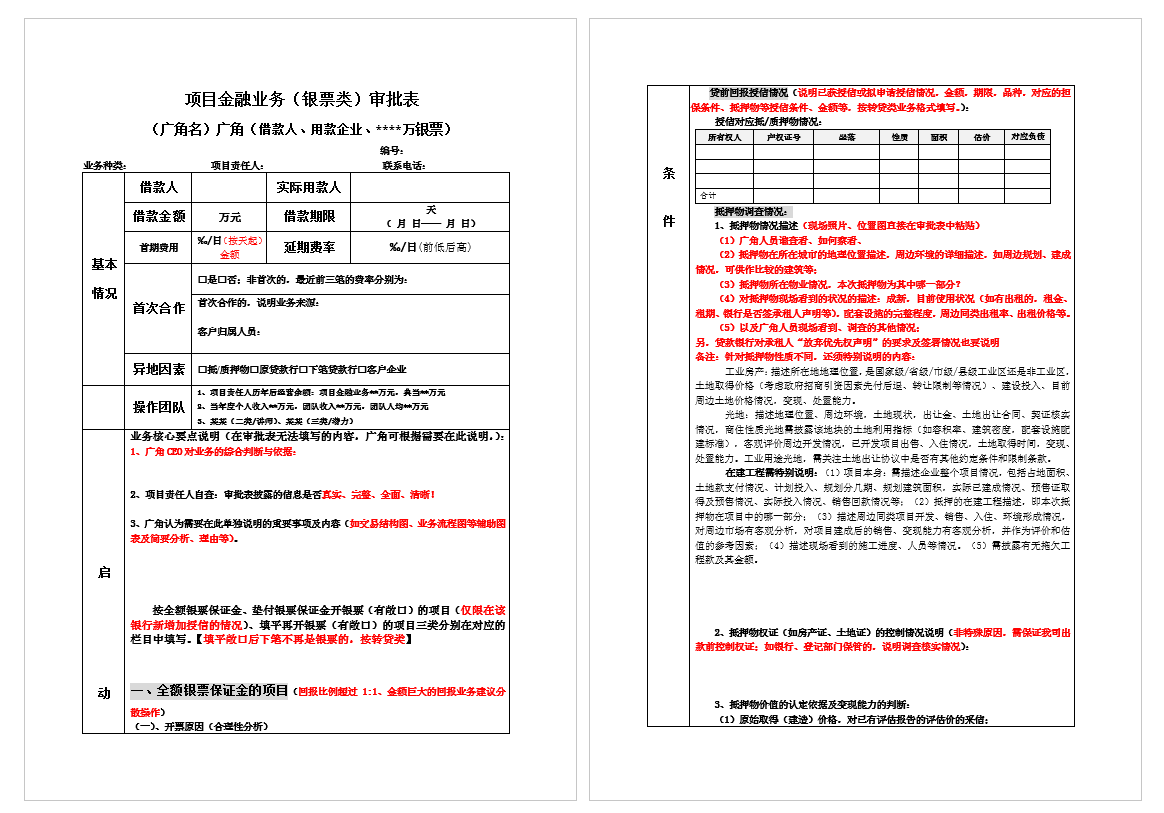 项目金融业务（银票类）审批表
（广角名）广角（借款人、用款企业、****万银票）
编号：
业务种类： 项目责任人： 联系电话：
基本情况
借款人 实际用款人
借款金额 万元 借款期限 天
（ 月 日—— 月 日）
首期费用 ‰/日（按天起）金额 延期费率 ‰/日（前低后高）
首次合作
口是口否；非首次的，最近前三笔的费率分别为：
首次合作的，说明业务来源：
客户归属人员：
异地因素 口抵/质押物口原贷款行口下笔贷款行口客户企业
操作团队
1、项目责任人历年后经营余额：项目金融业务**万元，典当**万元
2、当年度个人收入**万元，团队收入**万元，团队人均**万元
3、某某（二类/讲师）、某某（三类/潜力）
启
动
业务核心要点说明（在审批表无法填写的内容，广角可根据需要在此说明。）：
1、广角 CEO 对业务的综合判断与依据：
2、项目责任人自查：审批表披露的信息是否真实、完整、全面、清晰！
3、广角认为需要在此单独说明的重要事项及内容（如交易结构图、业务流程图等辅助图
表及简要分析、理由等）。
按全额银票保证金、垫付银票保证金开银票（有敞口）的项目（仅限在该
银行新增加授信的情况）、填平再开银票（有敞口）的项目三类分别在对应的
栏目中填写。【填平敞口后下笔不再是银票的，按转贷类】
一、全额银票保证金的项目（回报比例超过 1:1、金额巨大的回报业务建议分
散操作）
（一）、开票原因（合理性分析）
条
件
贷前回报授信情况（说明已获授信或拟申请授信情况，金额，期限，品种，对应的担
保条件、抵押物等授信条件、金额等，按转贷类业务格式填写。）：
授信对应抵/质押物情况：
所有权人 产权证号 坐落 性质 面积 估价 对应负债
合计
抵押物调查情况：
1、抵押物情况描述（现场照片、位置图直接在审批表中粘贴）
（1）广角人员谁查看、如何察看、
（2）抵押物在所在城市的地理位置描述，周边环境的详细描述，如周边规划、建成
情况，可供作比较的建筑等；
（3）抵押物所在物业情况，本次抵押物为其中哪一部分？
（4）对抵押物现场看到的状况的描述：成新，目前使用状况（如有出租的，租金、
租期、银行是否签承租人声明等），配套设施的完整程度，周边同类出租率、出租价格等。
（5）以及广角人员现场看到、调查的其他情况；
另，贷款银行对承租人“放弃优先权声明”的要求及签署情况也要说明
备注：针对抵押物性质不同，还须特别说明的内容：
工业房产：描述所在地地理位置，是国家级/省级/市级/县级工业区还是非工业区，
土地取得价格（考虑政府招商引资因素先付后返、转让限制等情况）、建设投入、目前
周边土地价格情况，变现、处置能力。
光地：描述地理位置、周边环境，土地现状，出让金、土地出让合同、契证核实
情况，商住性质光地需披露该地块的土地利用指标（如容积率、建筑密度，配套设施配
建标准），客观评价周边开发情况，已开发项目出售、入住情况，土地取得时间，变现、
处置能力。工业用途光地，需关注土地出让协议中是否有其他约定条件和限制条款。
在建工程需特别说明：（1）项目本身：需描述企业整个项目情况，包括占地面积、
土地款支付情况、计划投入、规划分几期、规划建筑面积，实际已建成情况、预售证取
得及预售情况、实际投入情况、销售回款情况等；（2）抵押的在建工程描述，即本次抵
押物在项目中的哪一部分；（3）描述周边同类项目开发、销售、入住、环境形成情况，
对周边市场有客观分析，对项目建成后的销售、变现能力有客观分析，并作为评价和估
值的参考因素；（4）描述现场看到的施工进度、人员等情况。（5）需披露有无拖欠工
程款及其金额。
2、抵押物权证（如房产证、土地证）的控制情况说明（非特殊原因，需保证我司出
款前控制权证；如银行、登记部门保管的，说明调查核实情况）：
3、抵押物价值的认定依据及变现能力的判断：
（1）原始取得（建造）价格，对已有评估报告的评估价的采信；